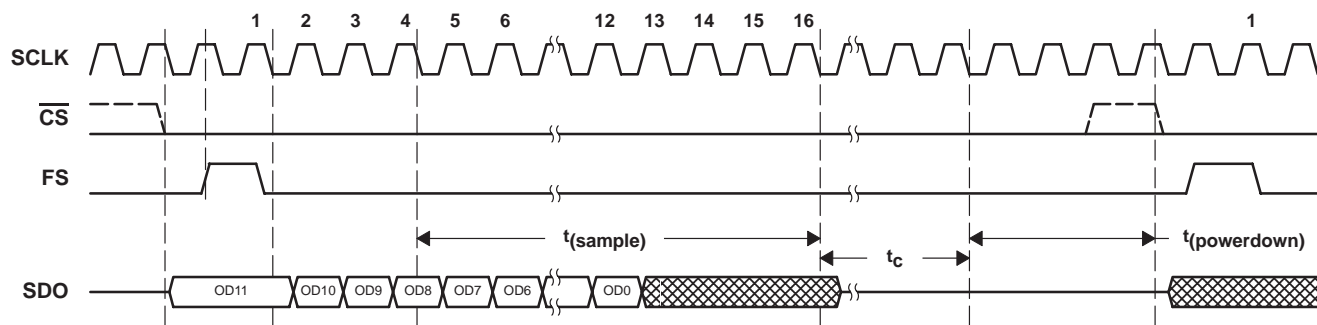 1 2 3 4 5 6 12 13 14 15 16 1
SCLK
CS
FS
t(sample)
t(powerdown)
tC
SDO OD11 OD10 OD9 OD8 OD7 OD6 OD0